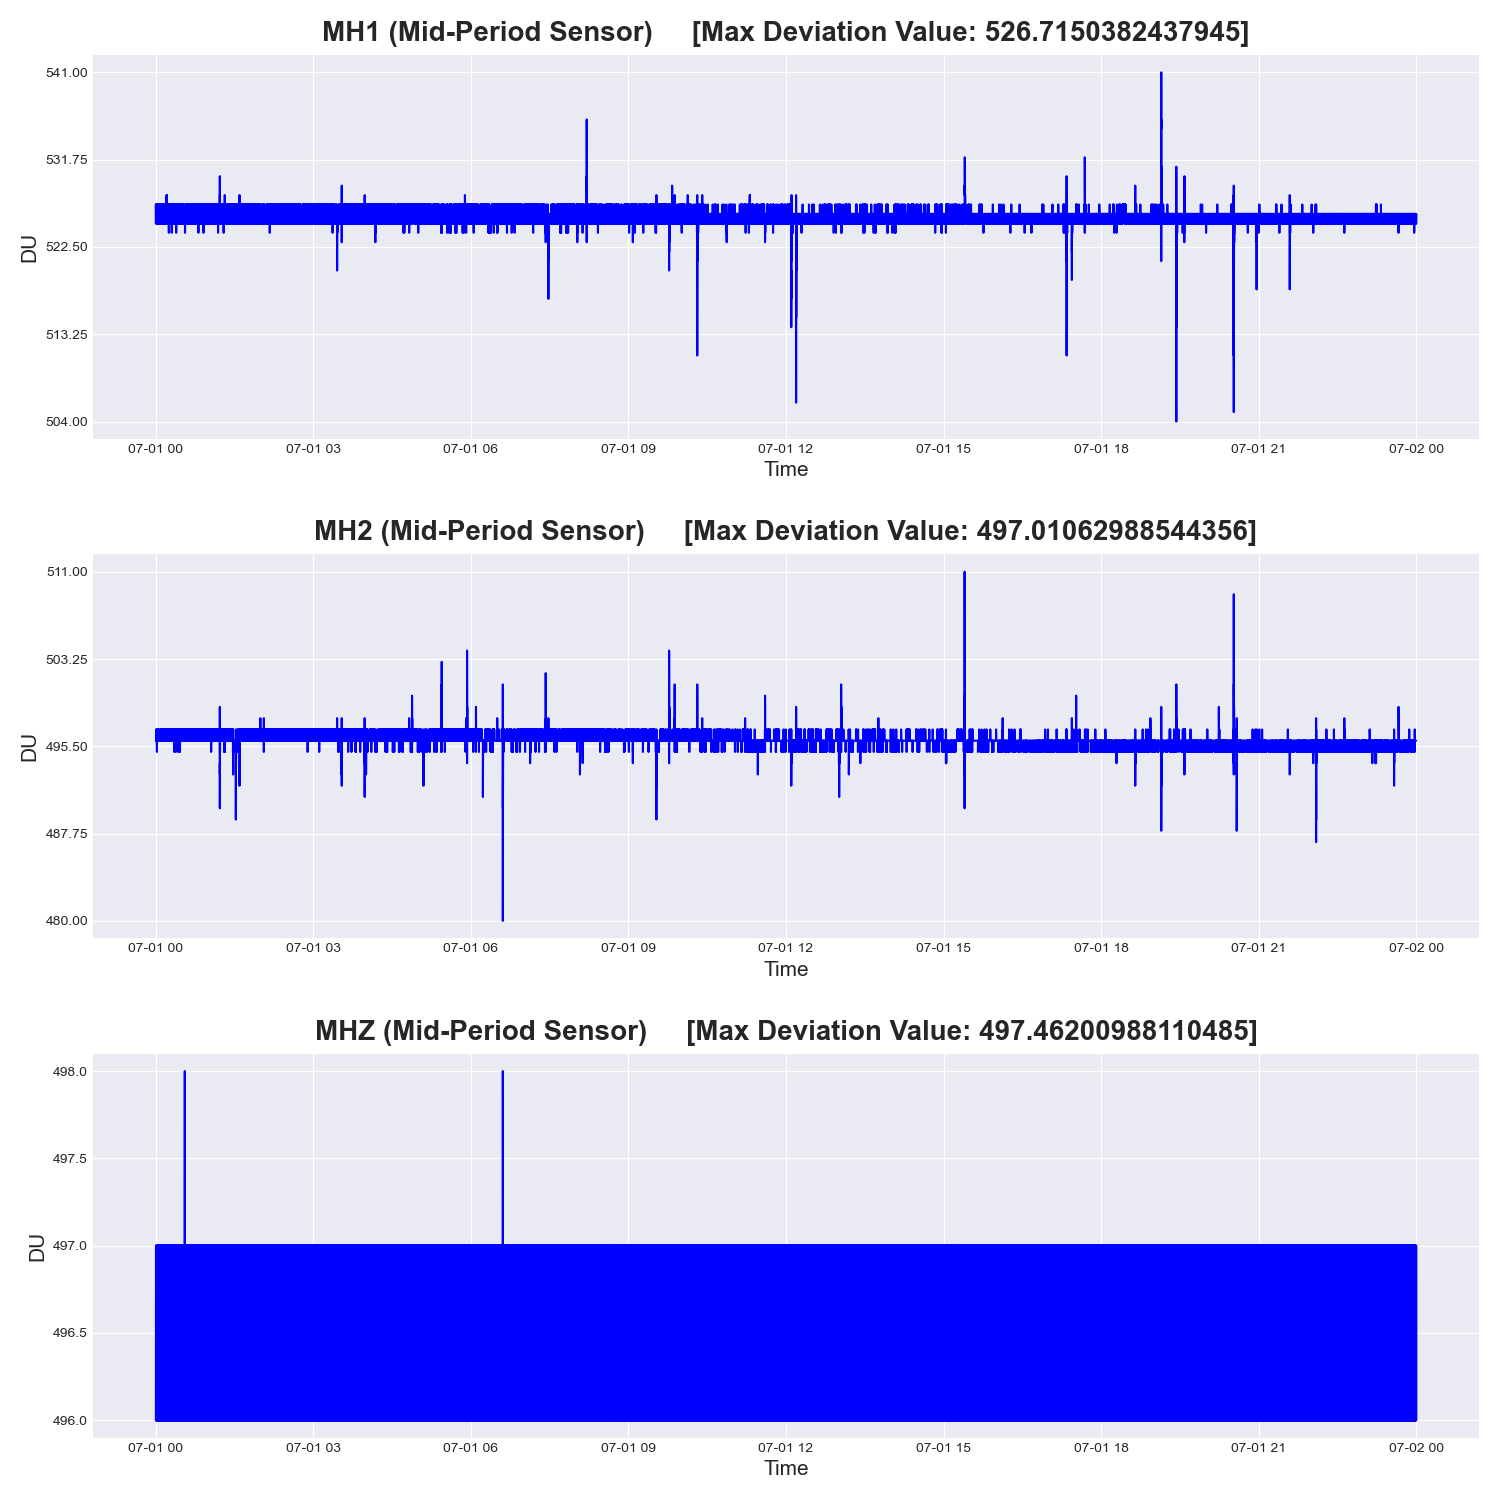 MH1 (Mid-Period Sensor) [Max Deviation Value: 526.7150382437945]
541.00
531.75
522.50
513.25
504.00
DU
07-01 00 07-01 03 07-01 06 07-01 09 07-01 12 07-01 15 07-01 18 07-01 21 07-02 00
Time
MH2 (Mid-Period Sensor) [Max Deviation Value: 497.01062988544356]
511.00
503.25
495.50
487.75
480.00
DU
07-01 00 07-01 03 07-01 06 07-01 09 07-01 12 07-01 15 07-01 18 07-01 21 07-02 00
Time
MHZ (Mid-Period Sensor) [Max Deviation Value: 497.46200988110485]
498.0
497.5
497.0
496.5
496.0
DU
07-01 00 07-01 03 07-01 06 07-01 09 07-01 12 07-01 15 07-01 18 07-01 21 07-02 00
Time